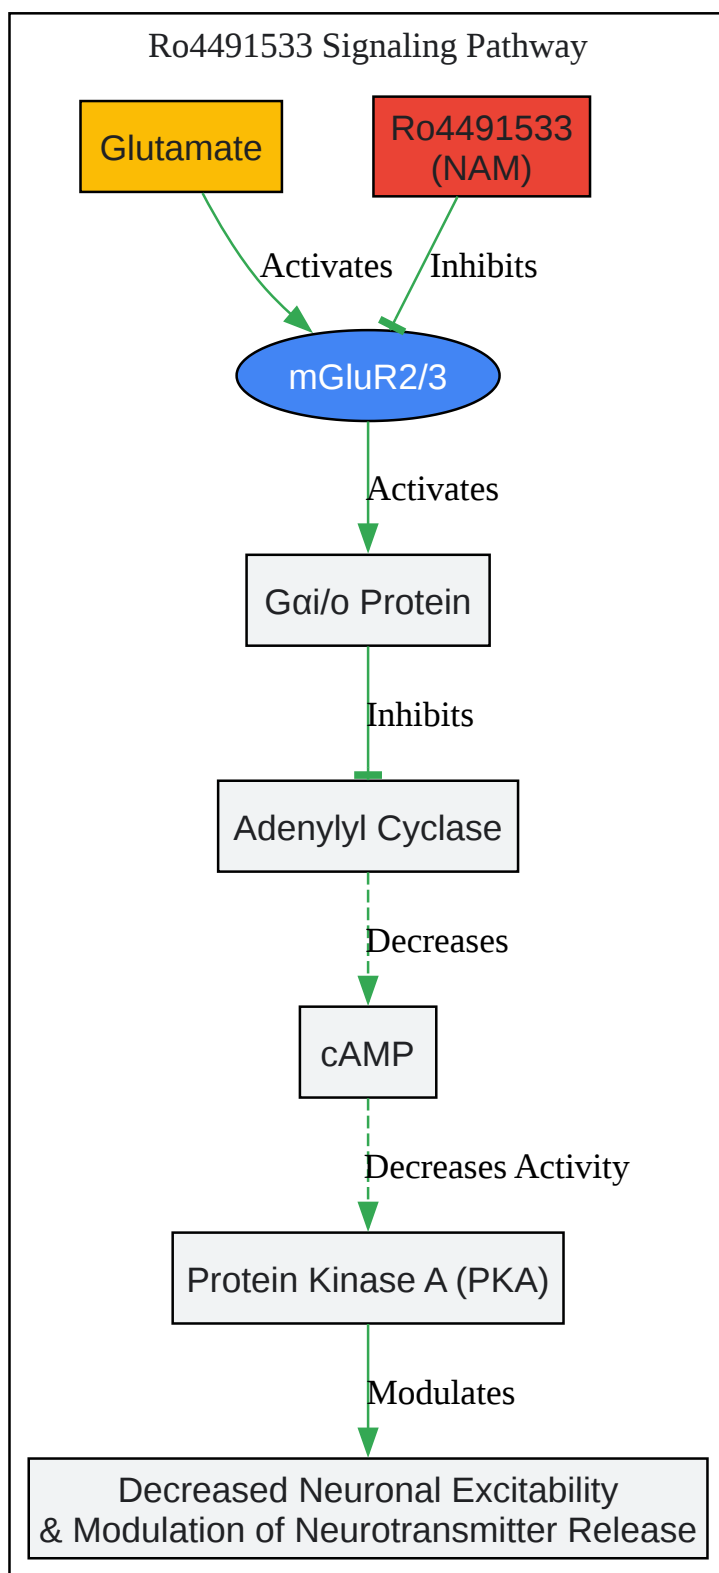 Ro4491533 Signaling Pathway
Glutamate
Ro4491533
(NAM)
Activates
Inhibits
mGluR2/3
Activates
Gαi/o Protein
Inhibits
Adenylyl Cyclase
Decreases
cAMP
Decreases Activity
Protein Kinase A (PKA)
Modulates
Decreased Neuronal Excitability
& Modulation of Neurotransmitter Release